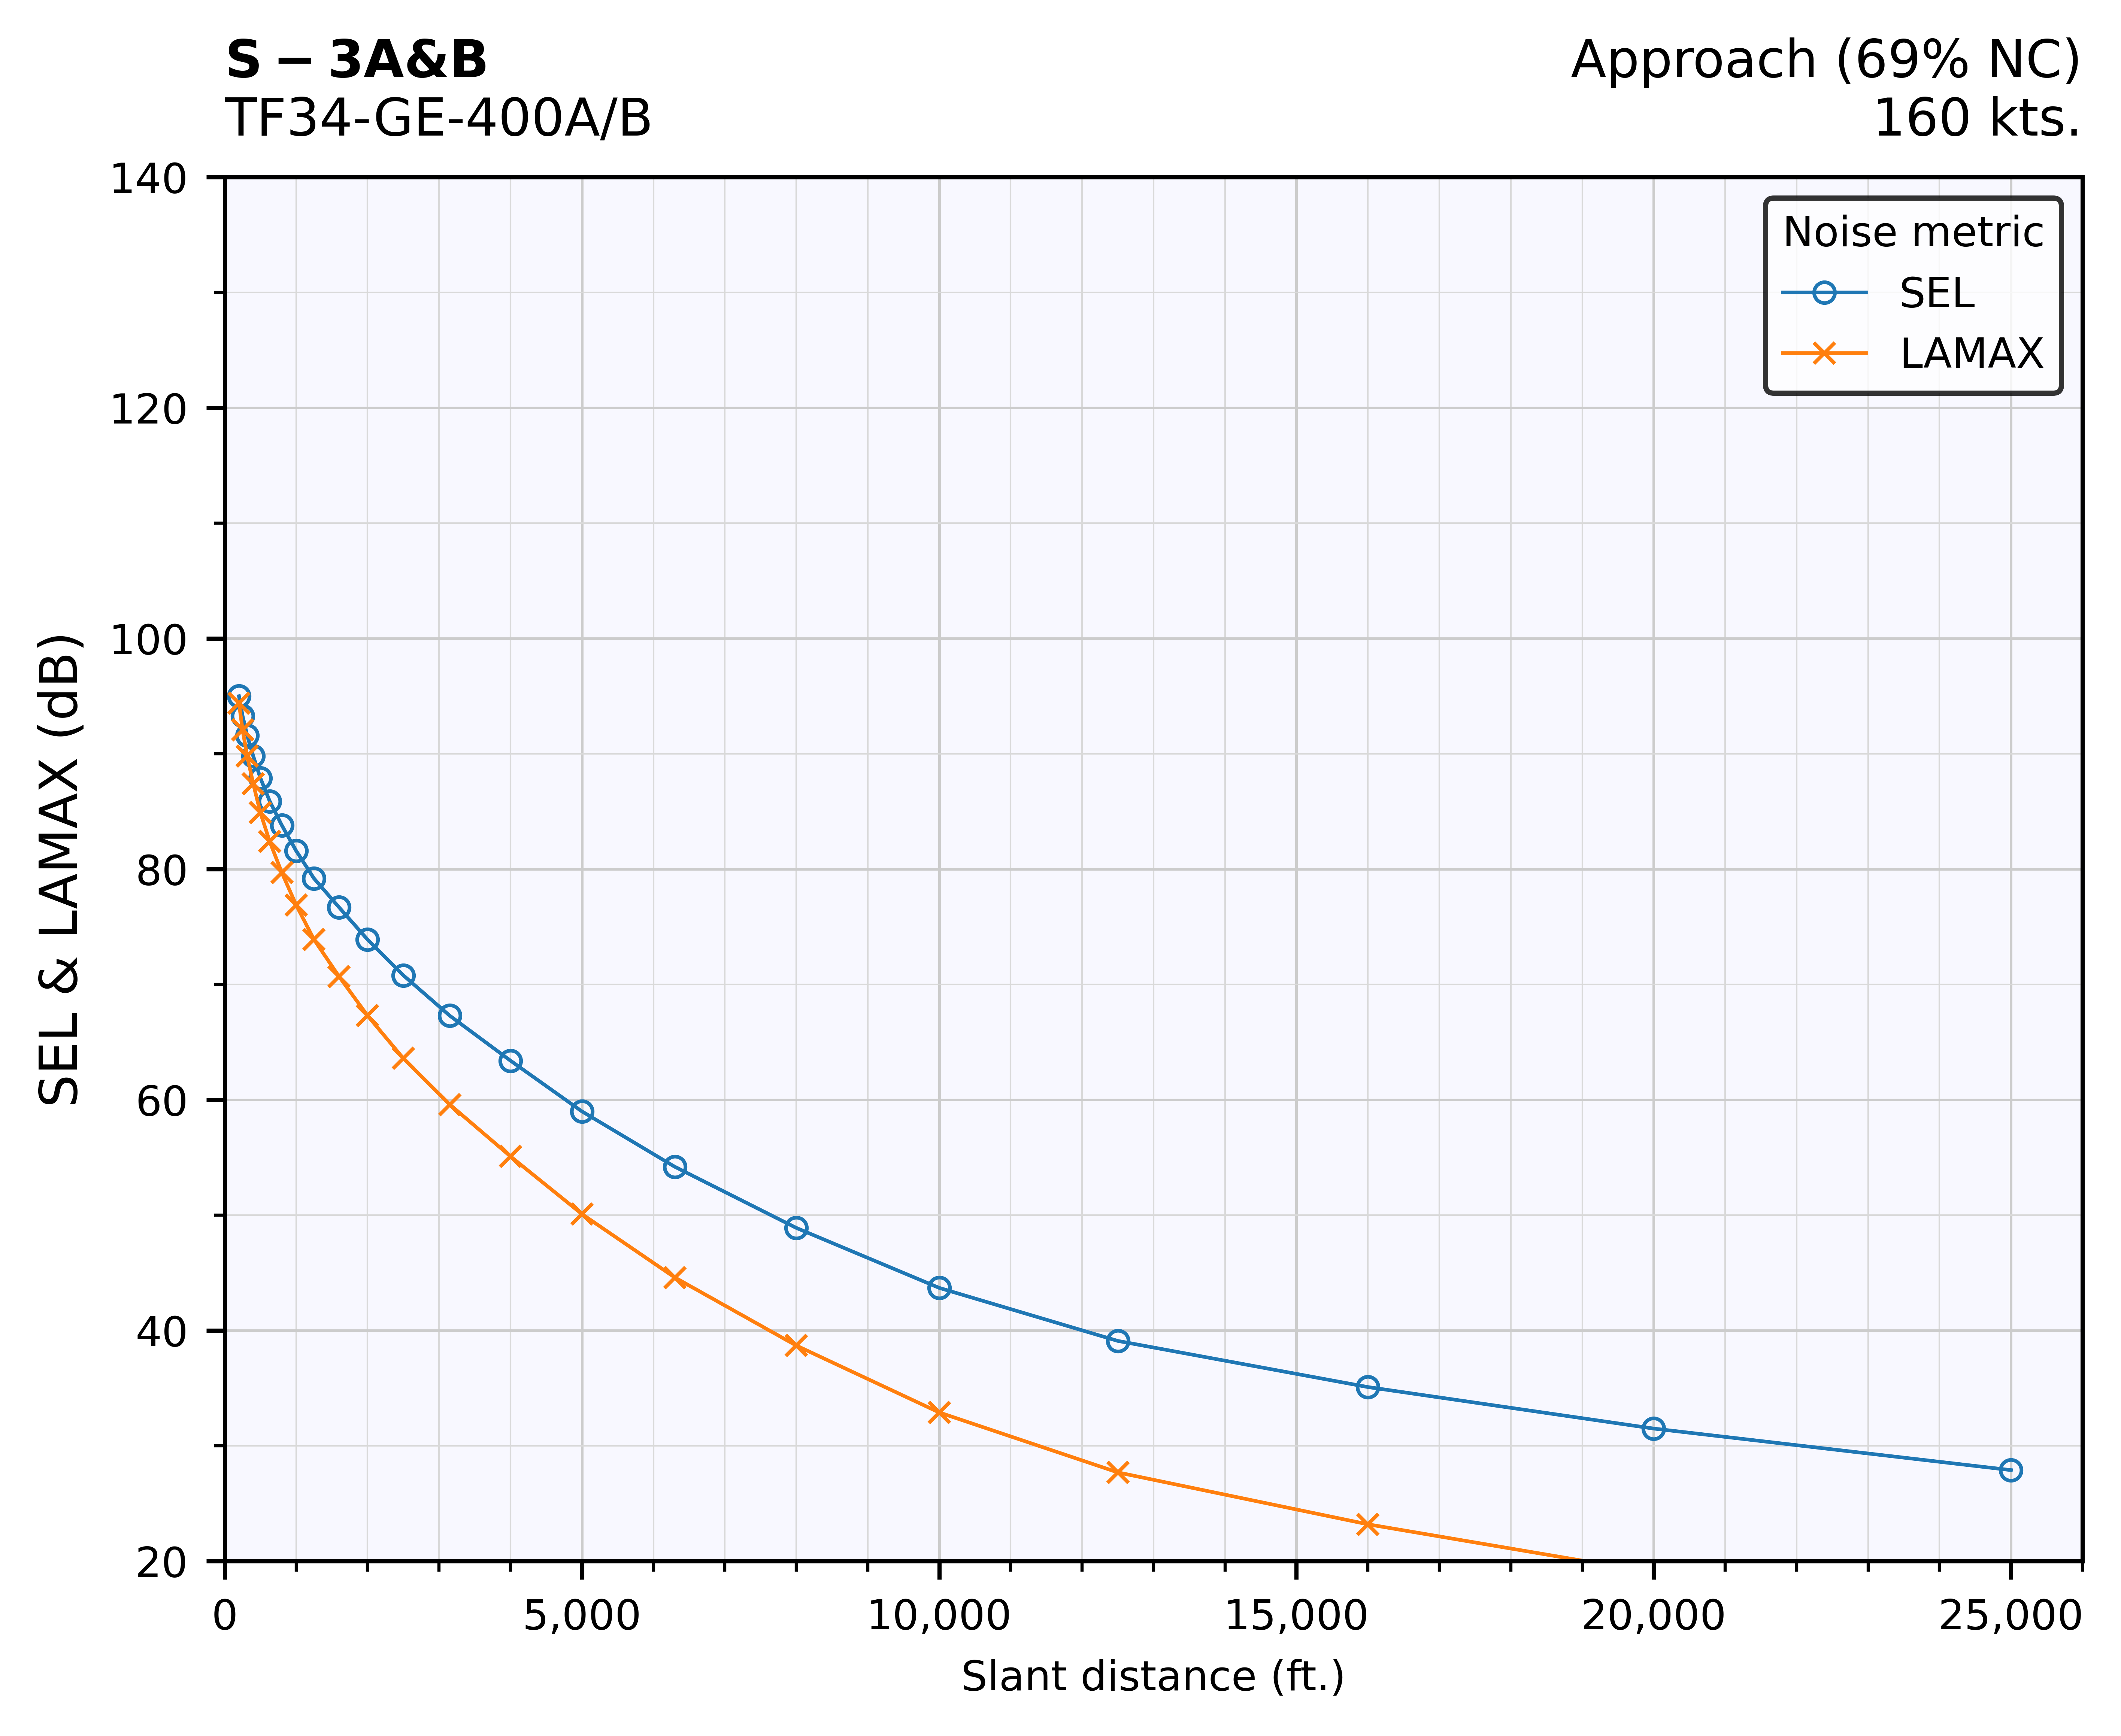 S − 3A&B
TF34-GE-400A/B
Approach (69% NC)
160 kts.
Noise metric
SEL
LAMAX
SEL & LAMAX (dB)
140
120
100
80
60
40
20
0
5,000
10,000
15,000
20,000
25,000
Slant distance (ft.)